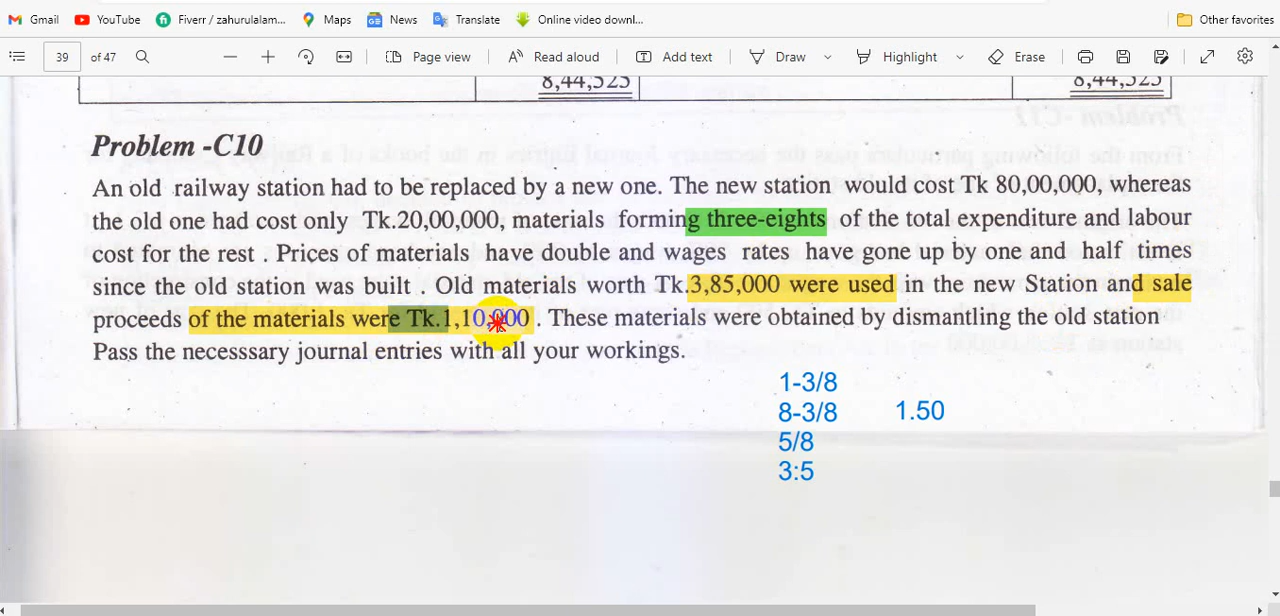 Gmail YouTube Fiverr / zahurulalam... Maps News Translate Online video downl... Other favorites
39 of 47 Page view Read aloud Add text Draw Highlight Erase
8,44,525 8,44,525
Problem -C10
An old railway station had to be replaced by a new one. The new station would cost Tk 80,00,000, whereas
the old one had cost only Tk.20,00,000, materials forming three-eights of the total expenditure and labour
cost for the rest . Prices of materials have double and wages rates have gone up by one and half times
since the old station was built . Old materials worth Tk.3,85,000 were used in the new Station and sale
proceeds of the materials were Tk.1,10,000 . These materials were obtained by dismantling the old station
Pass the necesssary journal entries with all your workings.
1-3/8
8-3/8 1.50
5/8
3:5